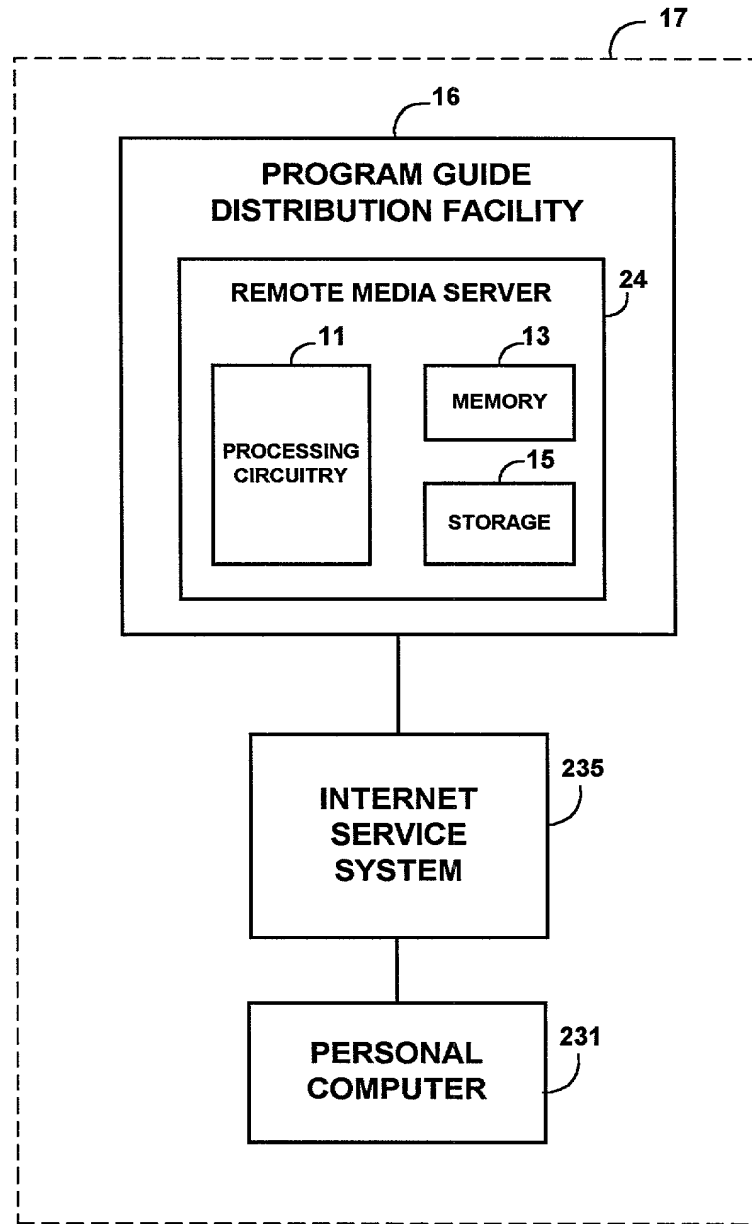 17
16
PROGRAM GUIDE
DISTRIBUTION FACILITY
REMOTE MEDIA SERVER
24
11
13
PROCESSING
CIRCUITRY
MEMORY
15
STORAGE
INTERNET
SERVICE
SYSTEM
235
PERSONAL
COMPUTER
231